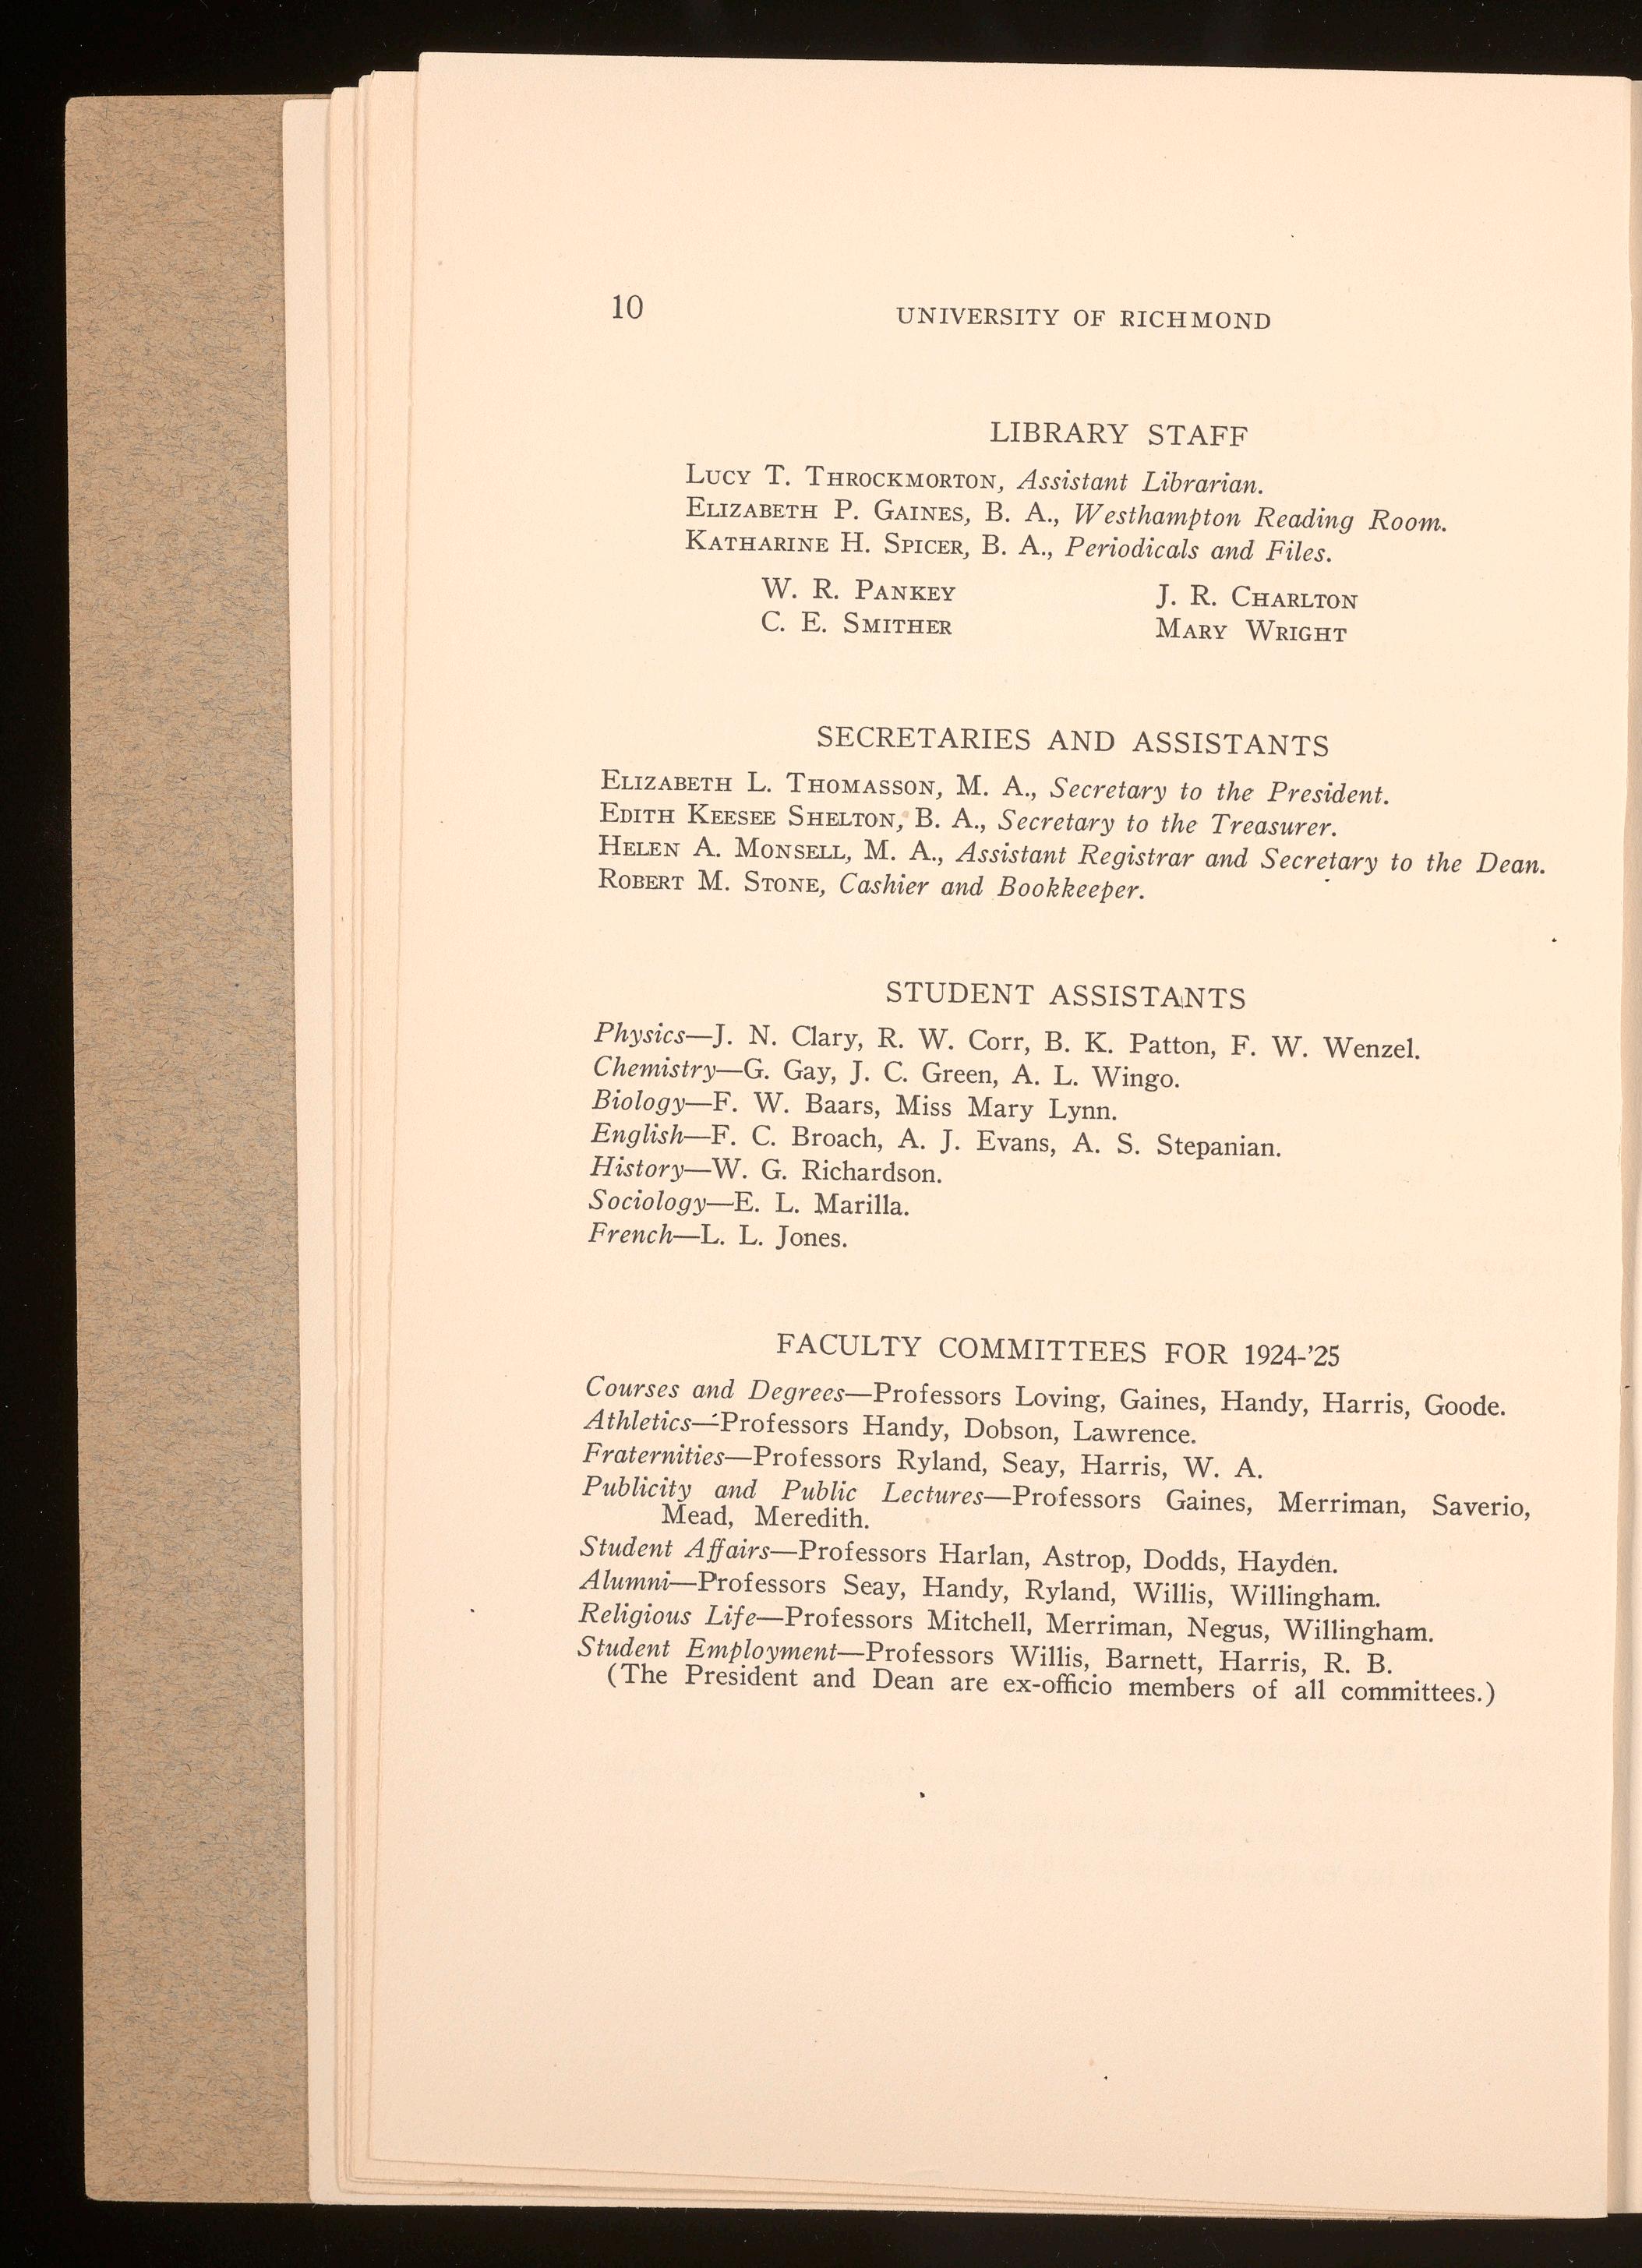 10
UNIVERSITY OF RICHMOND
LIBRARY STAFF
LUCY T. THROCKMORTON, Assistant Librarian.
ELIZABETH P. GAINES, B. A., Westhampton Reading Room.
KATHARINE H. SPICER, B. A., Periodicals and Files.
W. R. PANKEY J. R. CHARLTON
C. E. SMITHER MARY WRIGHT
SECRETARIES AND ASSISTANTS
ELIZABETH L. THOMASSON, M. A., Secretary to the President.
EDITH KEESEE SHELTON, B. A., Secretary to the Treasurer.
HELEN A. MONSELL, M. A., Assistant Registrar and Secretary to the Dean.
ROBERT M. STONE, Cashier and Bookkeeper.
STUDENT ASSISTANTS
Physics—J. N. Clary, R. W. Corr, B. K. Patton, F. W. Wenzel.
Chemistry—G. Gay, J. C. Green, A. L. Wingo.
Biology—F. W. Baars, Miss Mary Lynn.
English—F. C. Broach, A. J. Evans, A. S. Stepanian.
History—W. G. Richardson.
Sociology—E. L. Marilla.
French—L. L. Jones.
FACULTY COMMITTEES FOR 1924-'25
Courses and Degrees—Professors Loving, Gaines, Handy, Harris, Goode.
Athletics—Professors Handy, Dobson, Lawrence.
Fraternities—Professors Ryland, Seay, Harris, W. A.
Publicity and Public Lectures—Professors Gaines, Merriman, Saverio,
Mead, Meredith.
Student Affairs—Professors Harlan, Astrop, Dodds, Hayden.
Alumni—Professors Seay, Handy, Ryland, Willis, Willingham.
Religious Life—Professors Mitchell, Merriman, Negus, Willingham.
Student Employment—Professors Willis, Barnett, Harris, R. B.
(The President and Dean are ex-officio members of all committees.)